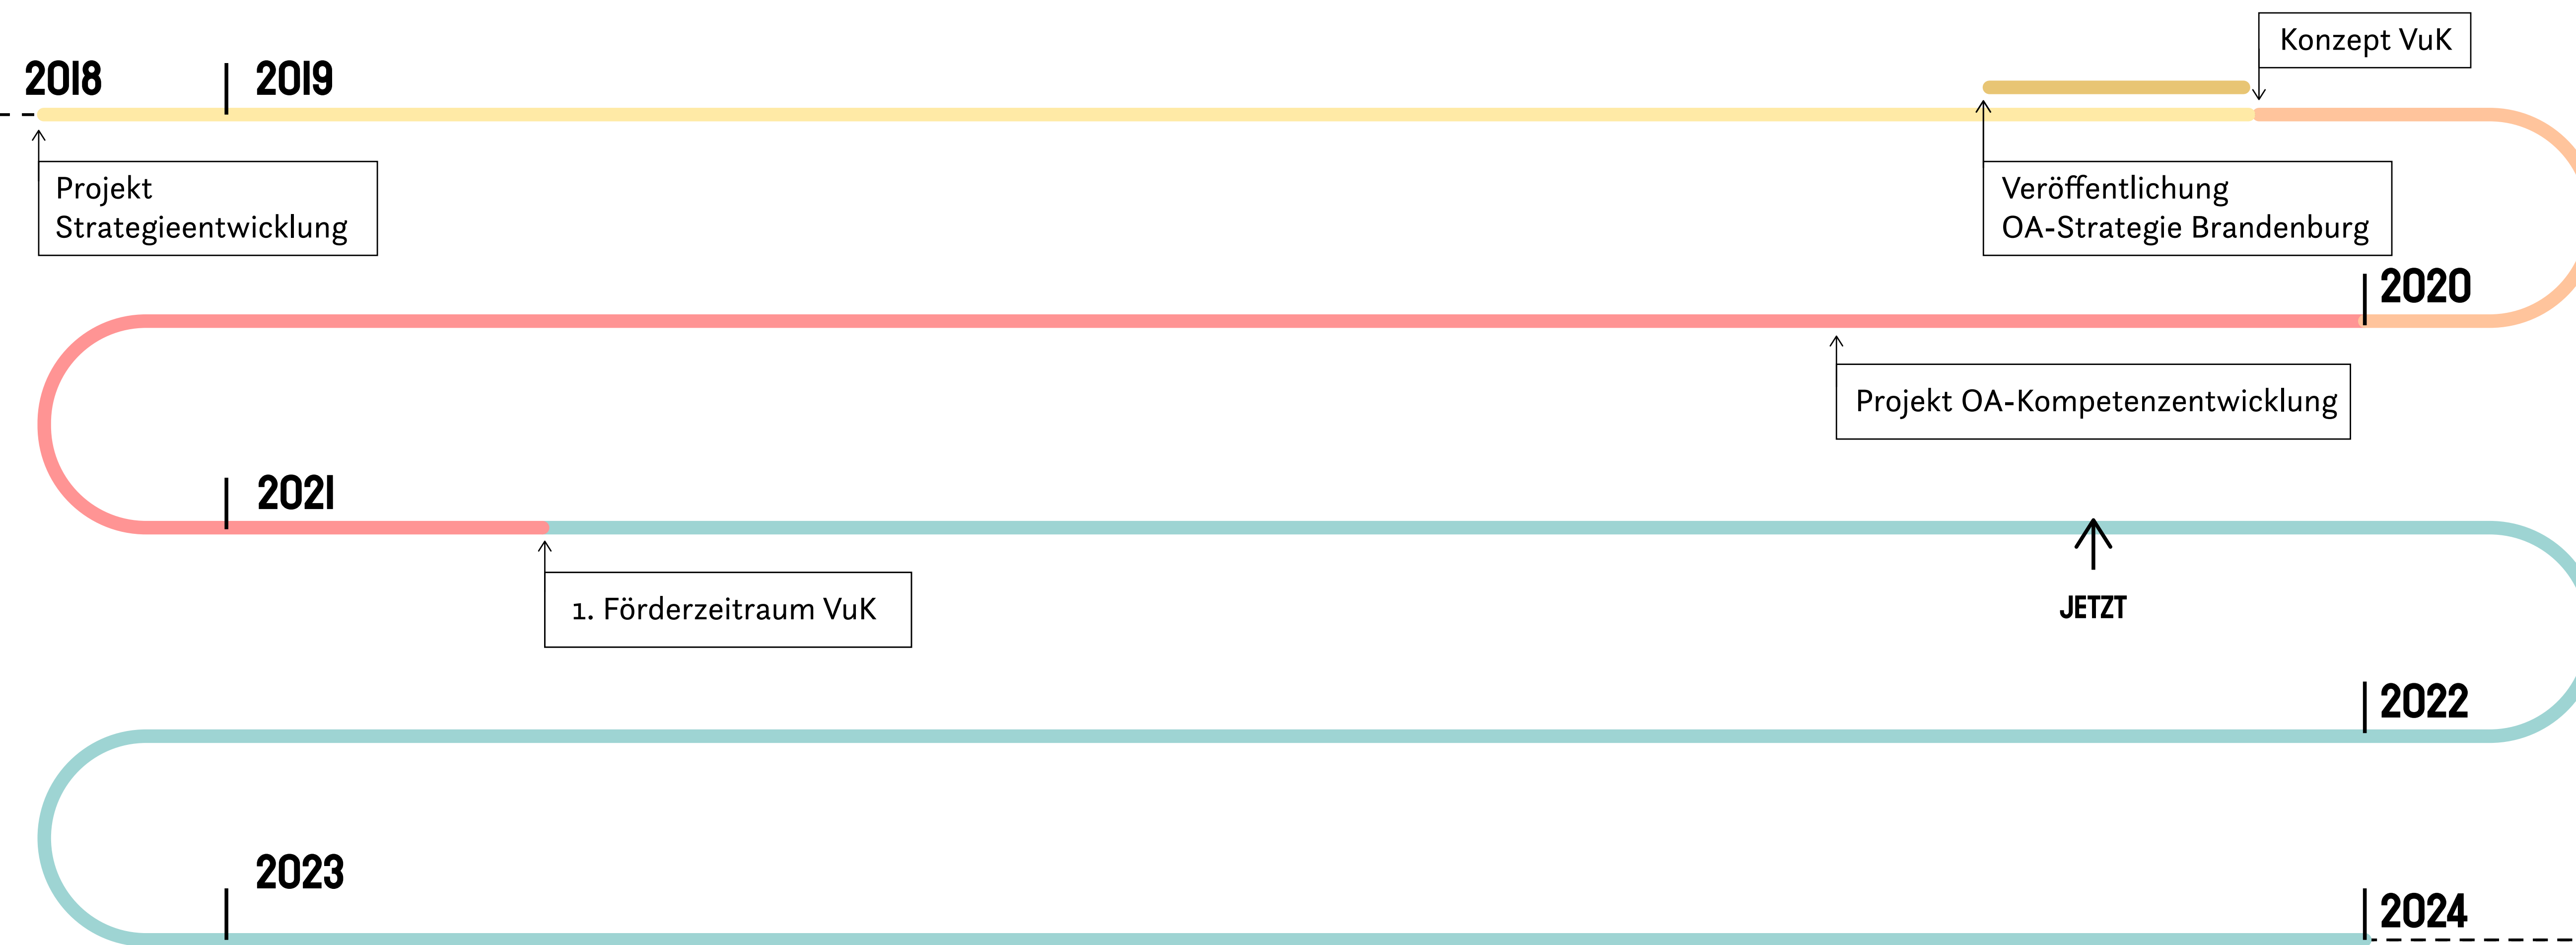 Konzept VuK
2018
2019
Projekt
Strategieentwicklung
Veröffentlichung
OA-Strategie Brandenburg
2020
Projekt OA-Kompetenzentwicklung
2021
1. Förderzeitraum VuK
JETZT
2022
2023
2024